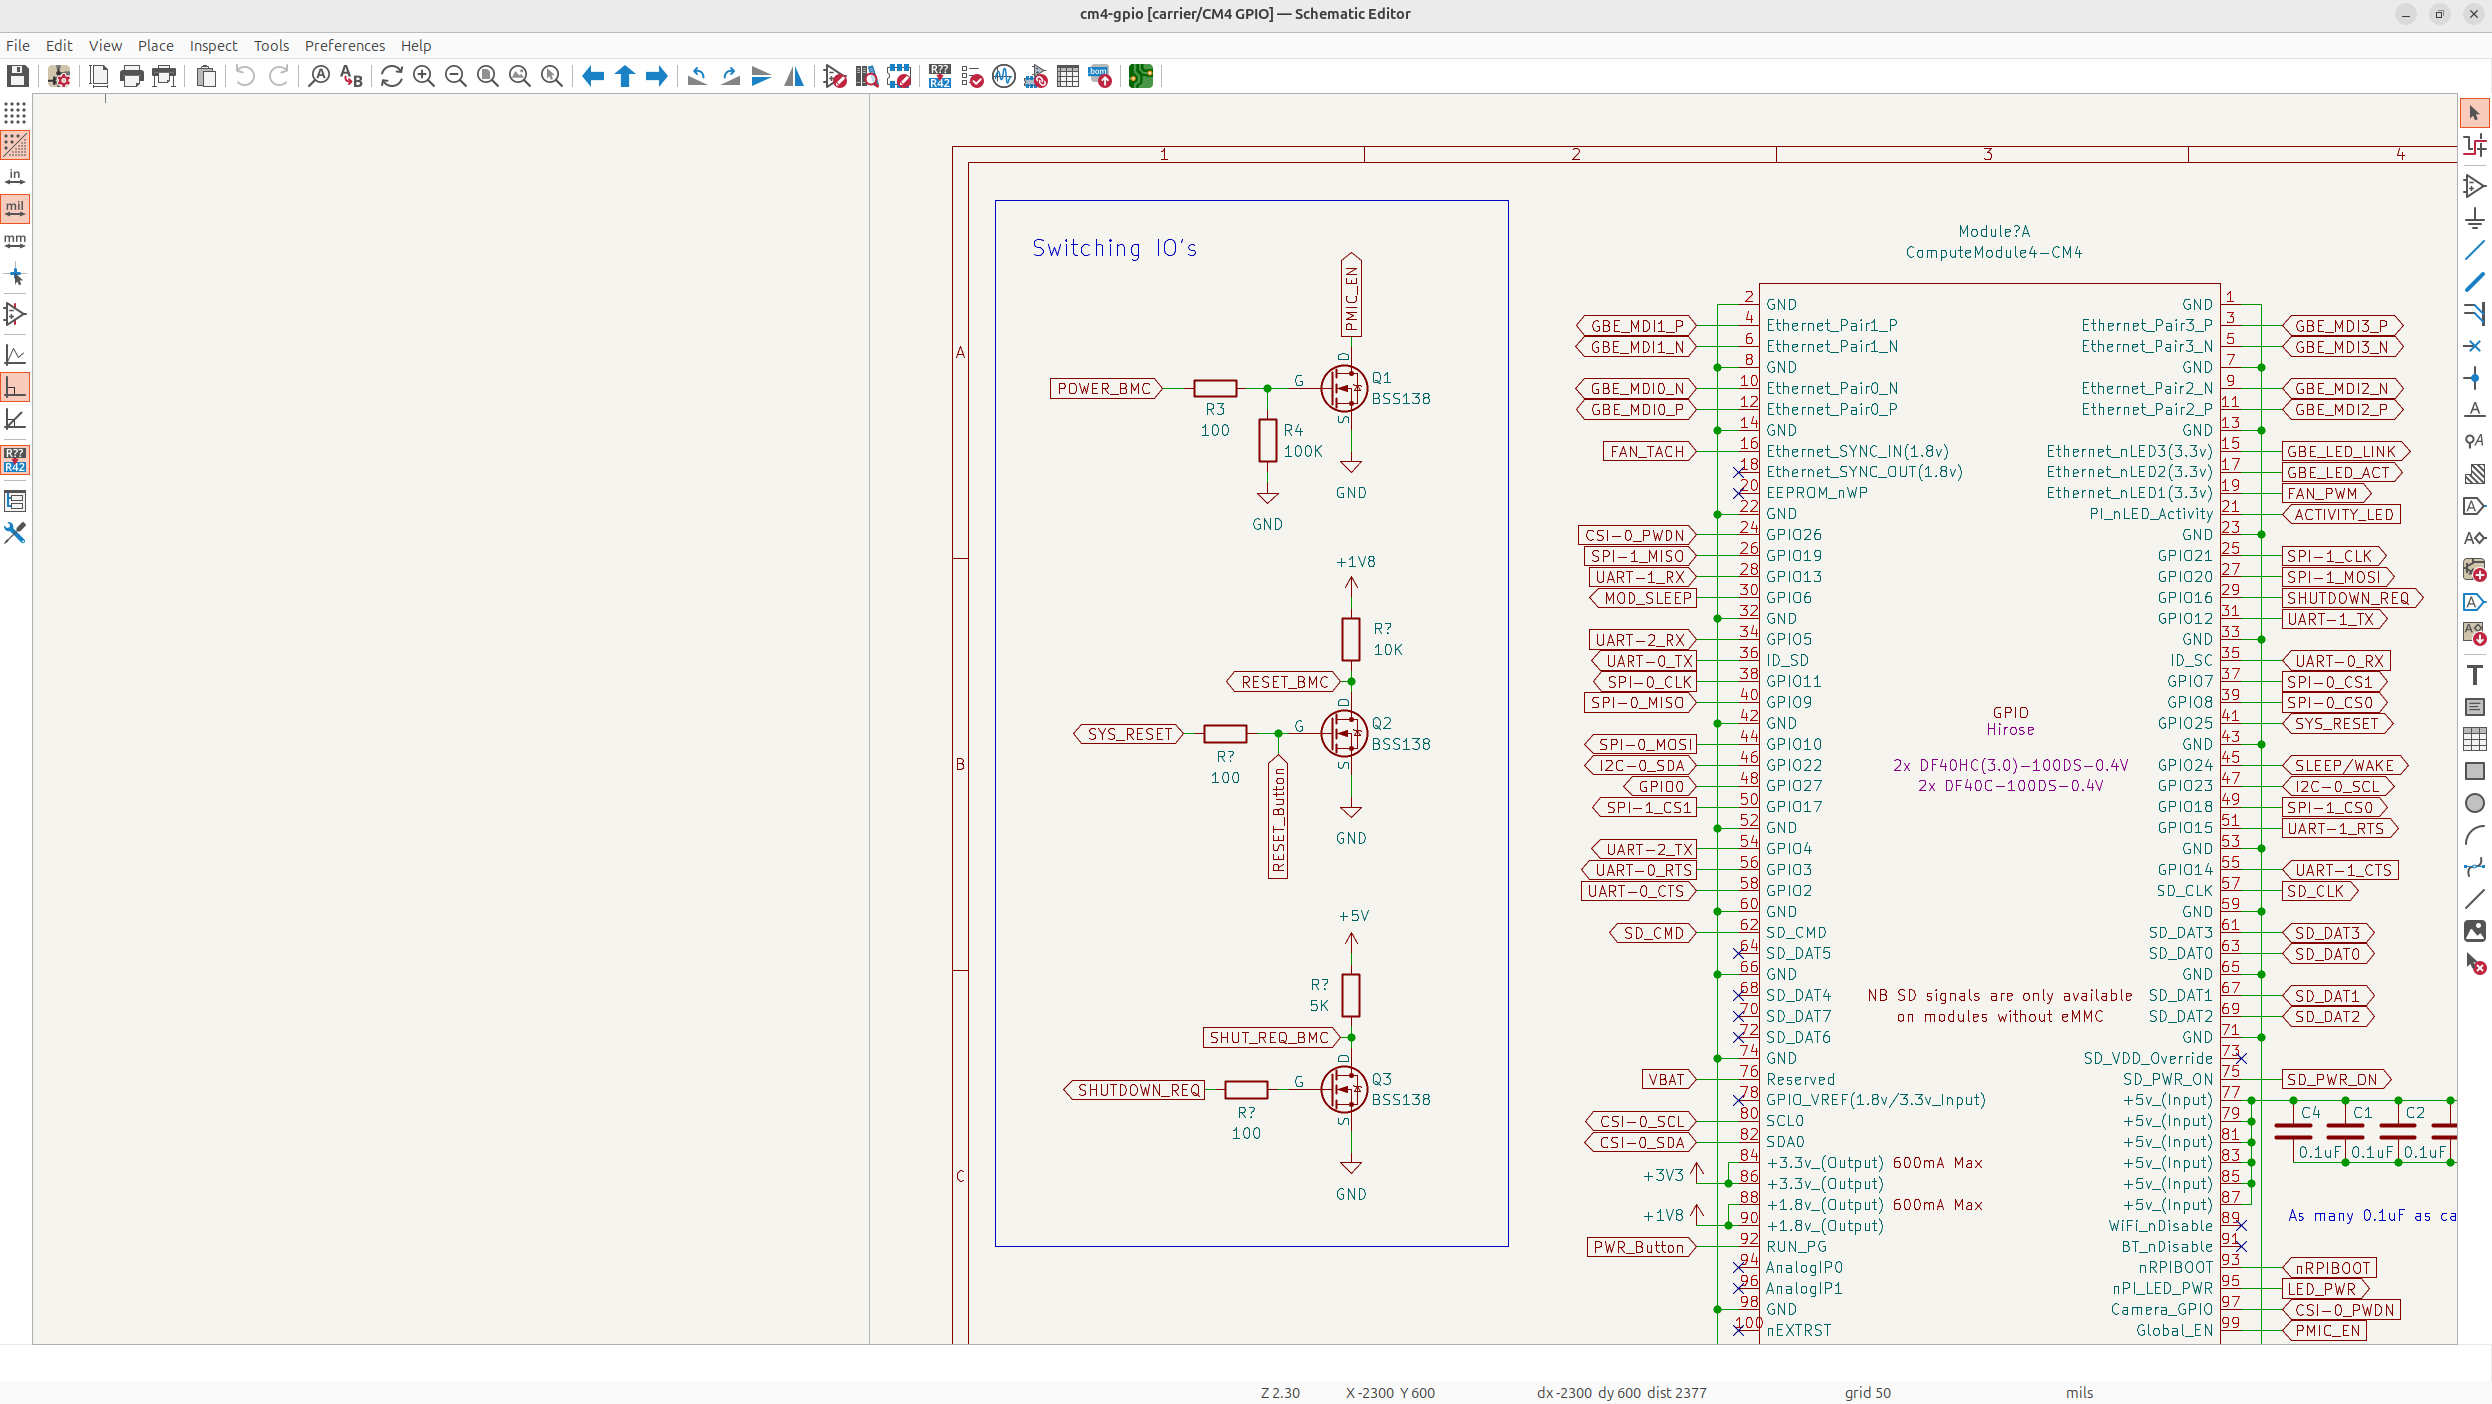 cm4-gpio [carrier/CM4 GPIO] — Schematic Editor
File Edit View Place Inspect Tools Preferences Help
in
mil
mm
R??
R42
1 2 3 4
A
B
C
Switching IO's
PMIC_EN
POWER_BMC
R3
100
R4
100K
G
D
S
Q1
BSS138
GND
GND
+1V8
R?
10K
RESET_BMC
SYS_RESET
R?
100
RESET_Button
G
D
S
Q2
BSS138
GND
+5V
R?
5K
SHUT_REQ_BMC
SHUTDOWN_REQ
R?
100
G
D
S
Q3
BSS138
GND
Module?A
ComputeModule4-CM4
2 GND GND 1
GBE_MDI1_P 4 Ethernet_Pair1_P Ethernet_Pair3_P 3 GBE_MDI3_P
GBE_MDI1_N 6 Ethernet_Pair1_N Ethernet_Pair3_N 5 GBE_MDI3_N
8 GND GND 7
GBE_MDI0_N 10 Ethernet_Pair0_N Ethernet_Pair2_N 9 GBE_MDI2_N
GBE_MDI0_P 12 Ethernet_Pair0_P Ethernet_Pair2_P 11 GBE_MDI2_P
14 GND GND 13
FAN_TACH 16 Ethernet_SYNC_IN(1.8v) Ethernet_nLED3(3.3v) 15 GBE_LED_LINK
18 Ethernet_SYNC_OUT(1.8v) Ethernet_nLED2(3.3v) 17 GBE_LED_ACT
20 EEPROM_nWP Ethernet_nLED1(3.3v) 19 FAN_PWM
22 GND PI_nLED_Activity 21 ACTIVITY_LED
CSI-0_PWDN 24 GPIO26 GND 23
SPI-1_MISO 26 GPIO19 GPIO21 25 SPI-1_CLK
UART-1_RX 28 GPIO13 GPIO20 27 SPI-1_MOSI
MOD_SLEEP 30 GPIO6 GPIO16 29 SHUTDOWN_REQ
32 GND GPIO12 31 UART-1_TX
UART-2_RX 34 GPIO5 GND 33
UART-0_TX 36 ID_SD ID_SC 35 UART-0_RX
SPI-0_CLK 38 GPIO11 GPIO7 37 SPI-0_CS1
SPI-0_MISO 40 GPIO9 GPIO8 39 SPI-0_CS0
42 GND GPIO25 41 SYS_RESET
GPIO
Hirose
SPI-0_MOSI 44 GPIO10 GND 43
I2C-0_SDA 46 GPIO22 2x DF40HC(3.0)-100DS-0.4V GPIO24 45 SLEEP/WAKE
GPIO0 48 GPIO27 2x DF40C-100DS-0.4V GPIO23 47 I2C-0_SCL
SPI-1_CS1 50 GPIO17 GPIO18 49 SPI-1_CS0
52 GND GPIO15 51 UART-1_RTS
UART-2_TX 54 GPIO4 GND 53
UART-0_RTS 56 GPIO3 GPIO14 55 UART-1_CTS
UART-0_CTS 58 GPIO2 SD_CLK 57 SD_CLK
60 GND GND 59
SD_CMD 62 SD_CMD SD_DAT3 61 SD_DAT3
64 SD_DAT5 SD_DAT0 63 SD_DAT0
66 GND GND 65
68 SD_DAT4 NB SD signals are only available SD_DAT1 67 SD_DAT1
70 SD_DAT7 on modules without eMMC SD_DAT2 69 SD_DAT2
72 SD_DAT6 GND 71
74 GND SD_VDD_Override 73
VBAT 76 Reserved SD_PWR_ON 75 SD_PWR_ON
78 GPIO_VREF(1.8v/3.3v_Input) +5v_(Input) 77
CSI-0_SCL 80 SCL0 +5v_(Input) 79
CSI-0_SDA 82 SDA0 +5v_(Input) 81
C4 C1 C2
0.1uF 0.1uF 0.1uF
84 +3.3v_(Output) 600mA Max +5v_(Input) 83
+3V3 86 +3.3v_(Output) +5v_(Input) 85
88 +1.8v_(Output) 600mA Max +5v_(Input) 87
+1V8 90 +1.8v_(Output) WiFi_nDisable 89
As many 0.1uF as ca
PWR_Button 92 RUN_PG BT_nDisable 91
94 AnalogIP0 nRPIBOOT 93 nRPIBOOT
96 AnalogIP1 nPI_LED_PWR 95 LED_PWR
98 GND Camera_GPIO 97 CSI-0_PWDN
100 nEXTRST Global_EN 99 PMIC_EN
Z 2.30 X -2300 Y 600 dx -2300 dy 600 dist 2377 grid 50 mils